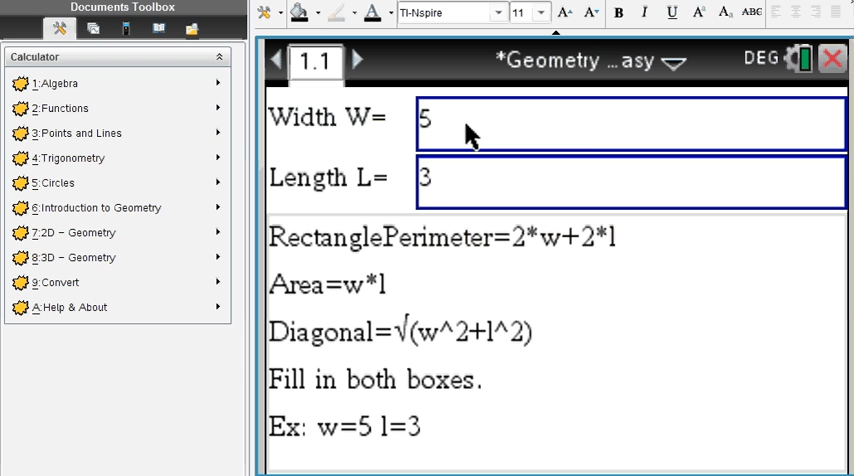 Documents Toolbox
Calculator
1:Algebra
2:Functions
3:Points and Lines
4:Trigonometry
5:Circles
6:Introduction to Geometry
7:2D - Geometry
8:3D - Geometry
9:Convert
A:Help & About
TI-Nspire 11 A A B I U A A ABC
1.1 *Geometry ...asy DEG
Width W= 5
Length L= 3
RectanglePerimeter=2*w+2*l
Area=w*l
Diagonal=√(w^2+l^2)
Fill in both boxes.
Ex: w=5 l=3